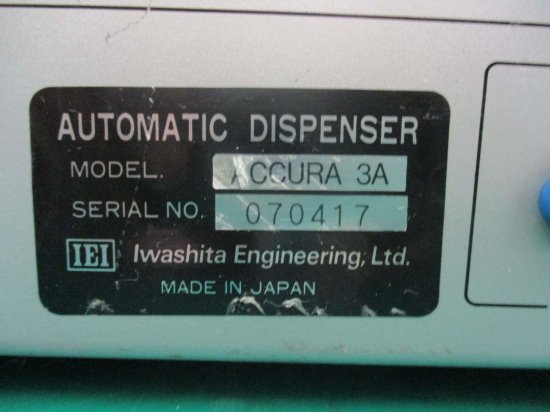 AUTOMATIC DISPENSER
MODEL. ACCURA 3A
SERIAL NO. 070417
IEI Iwashita Engineering, Ltd.
MADE IN JAPAN